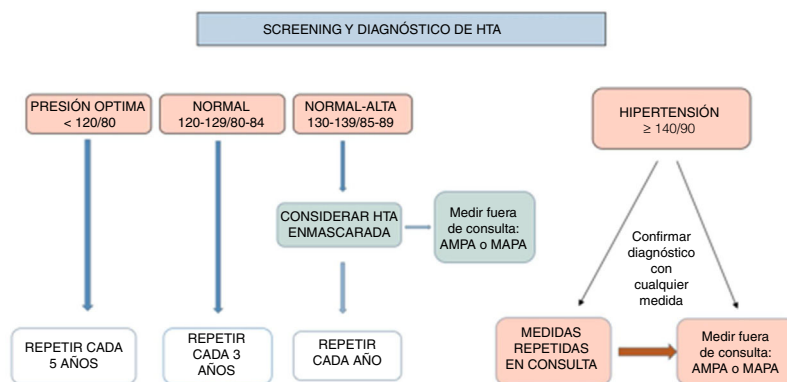 SCREENING Y DIAGNÓSTICO DE HTA
PRESIÓN OPTIMA
< 120/80
NORMAL
120-129/80-84
NORMAL-ALTA
130-139/85-89
HIPERTENSIÓN
≥ 140/90
CONSIDERAR HTA
ENMASCARADA
Medir fuera
de consulta:
AMPA o MAPA
Confirmar
diagnóstico
con
cualquier
medida
REPETIR CADA
5 AÑOS
REPETIR
CADA 3
AÑOS
REPETIR
CADA AÑO
MEDIDAS
REPETIDAS
EN CONSULTA
Medir fuera de
consulta:
AMPA o MAPA